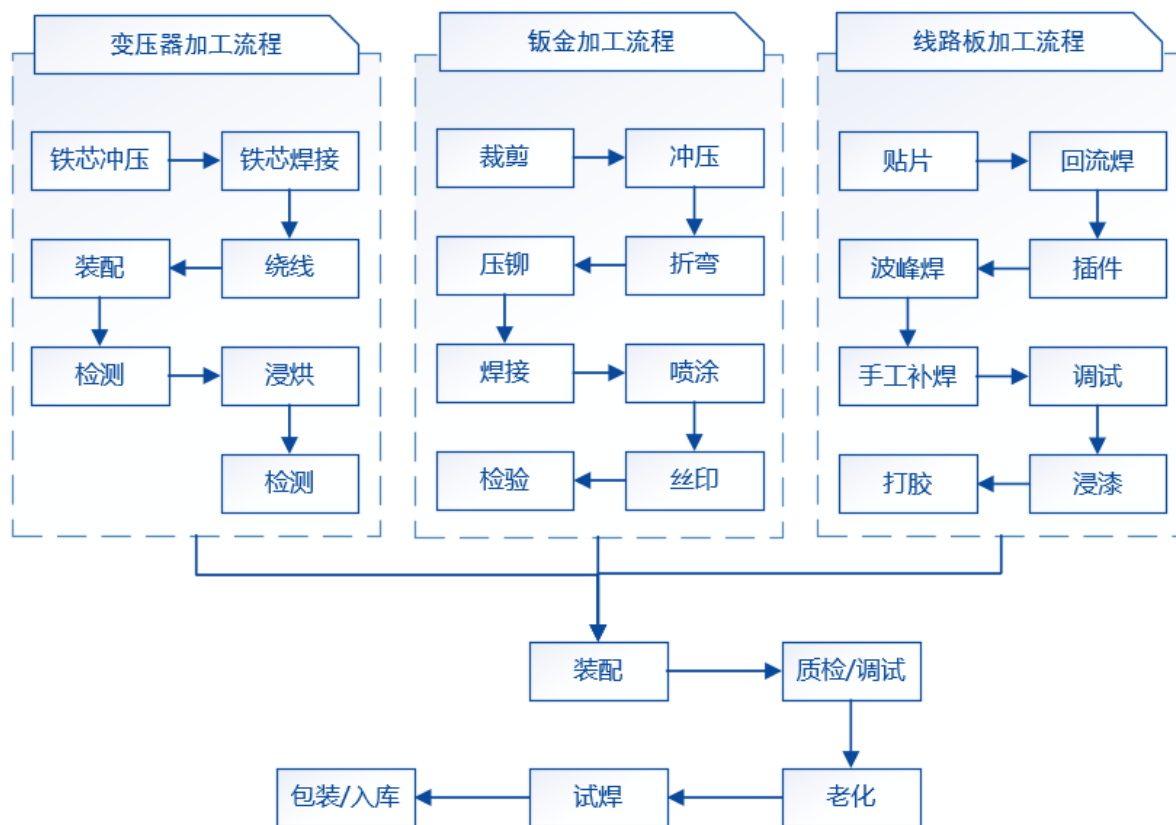 变压器加工流程
铁芯冲压
铁芯焊接
绕线
装配
检测
浸烘
检测
钣金加工流程
裁剪
冲压
折弯
压铆
焊接
喷涂
丝印
检验
线路板加工流程
贴片
回流焊
插件
波峰焊
手工补焊
调试
浸漆
打胶
装配
质检/调试
老化
试焊
包装/入库